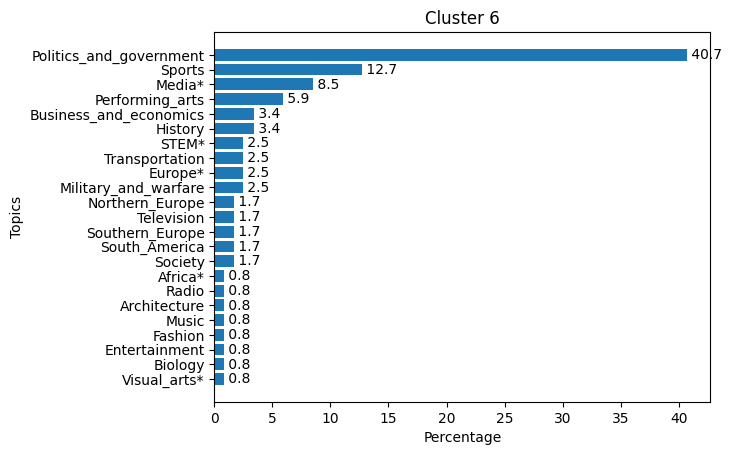 Cluster 6
Topics
Politics_and_government 40.7
Sports 12.7
Media* 8.5
Performing_arts 5.9
Business_and_economics 3.4
History 3.4
STEM* 2.5
Transportation 2.5
Europe* 2.5
Military_and_warfare 2.5
Northern_Europe 1.7
Television 1.7
Southern_Europe 1.7
South_America 1.7
Society 1.7
Africa* 0.8
Radio 0.8
Architecture 0.8
Music 0.8
Fashion 0.8
Entertainment 0.8
Biology 0.8
Visual_arts* 0.8
0 5 10 15 20 25 30 35 40
Percentage